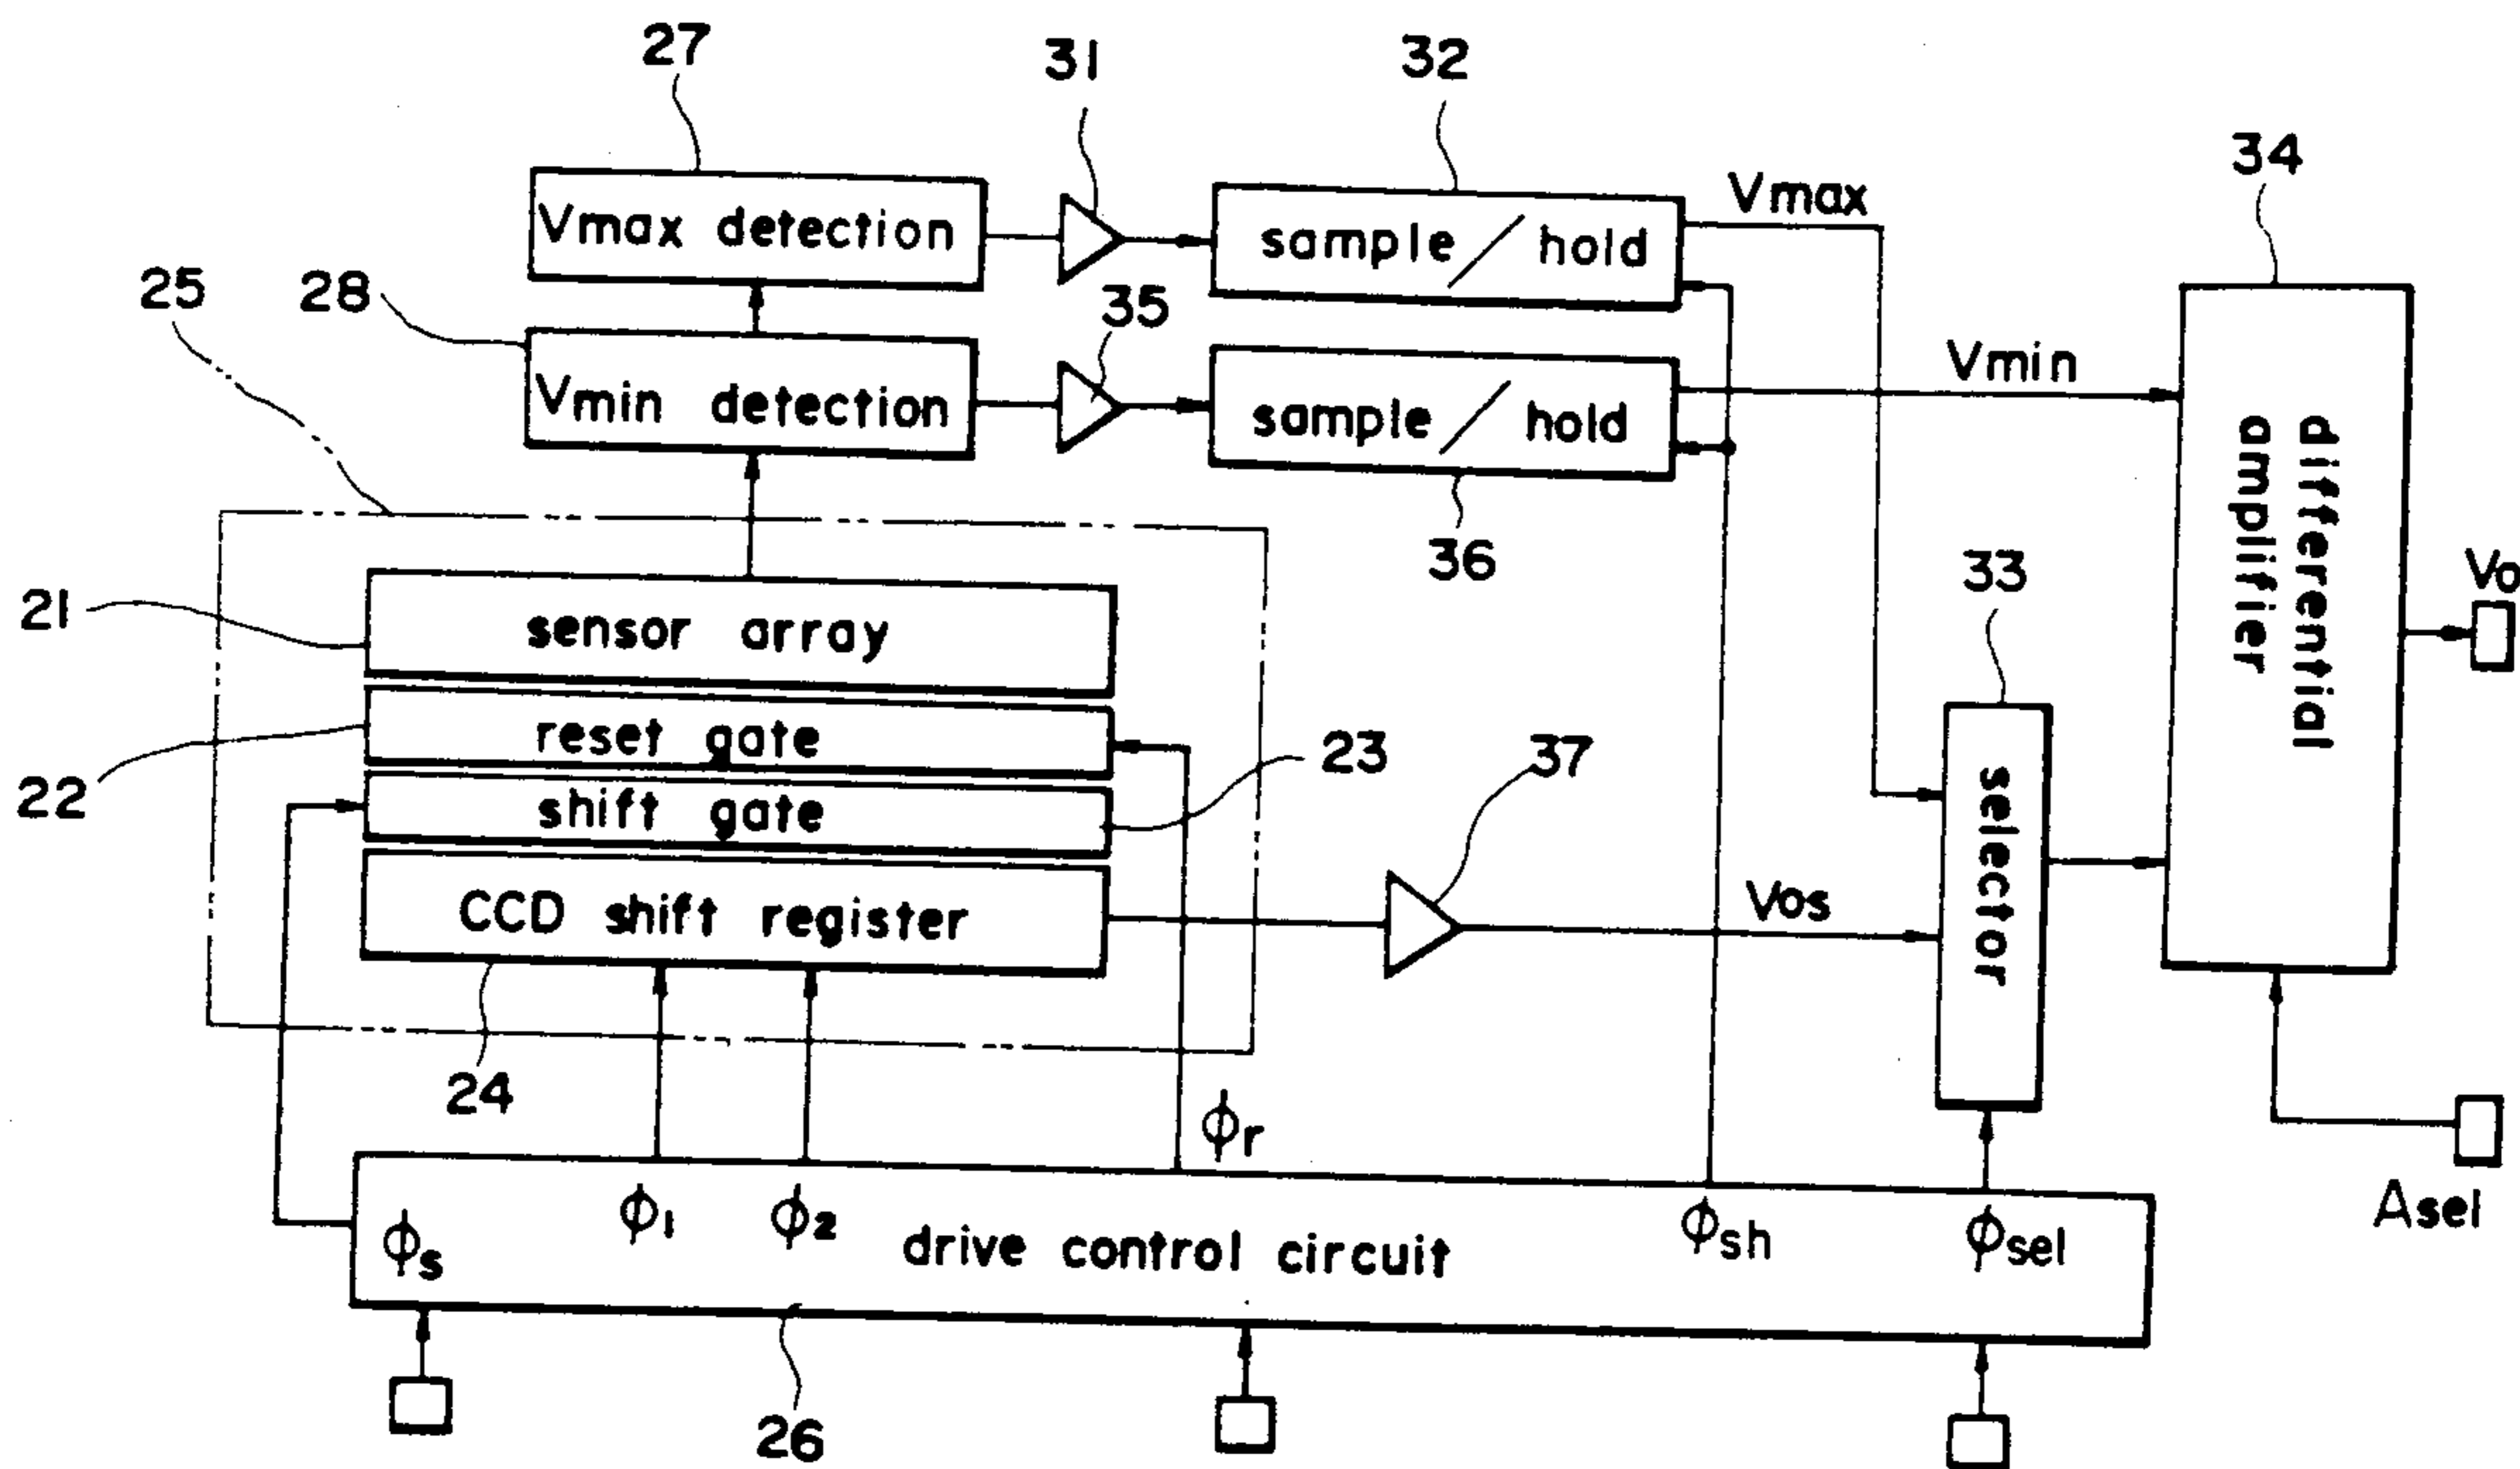 27
31
32
34
Vmax detection
sample / hold
Vmax
25
28
35
Vmin detection
sample / hold
Vmin
differential
amplifier
36
33
Vo
21
sensor array
22
reset gate
23
37
shift gate
selector
CCD shift register
Vos
24
ϕr
Asel
ϕs
ϕ1
ϕ2
drive control circuit
ϕsh
ϕsel
26